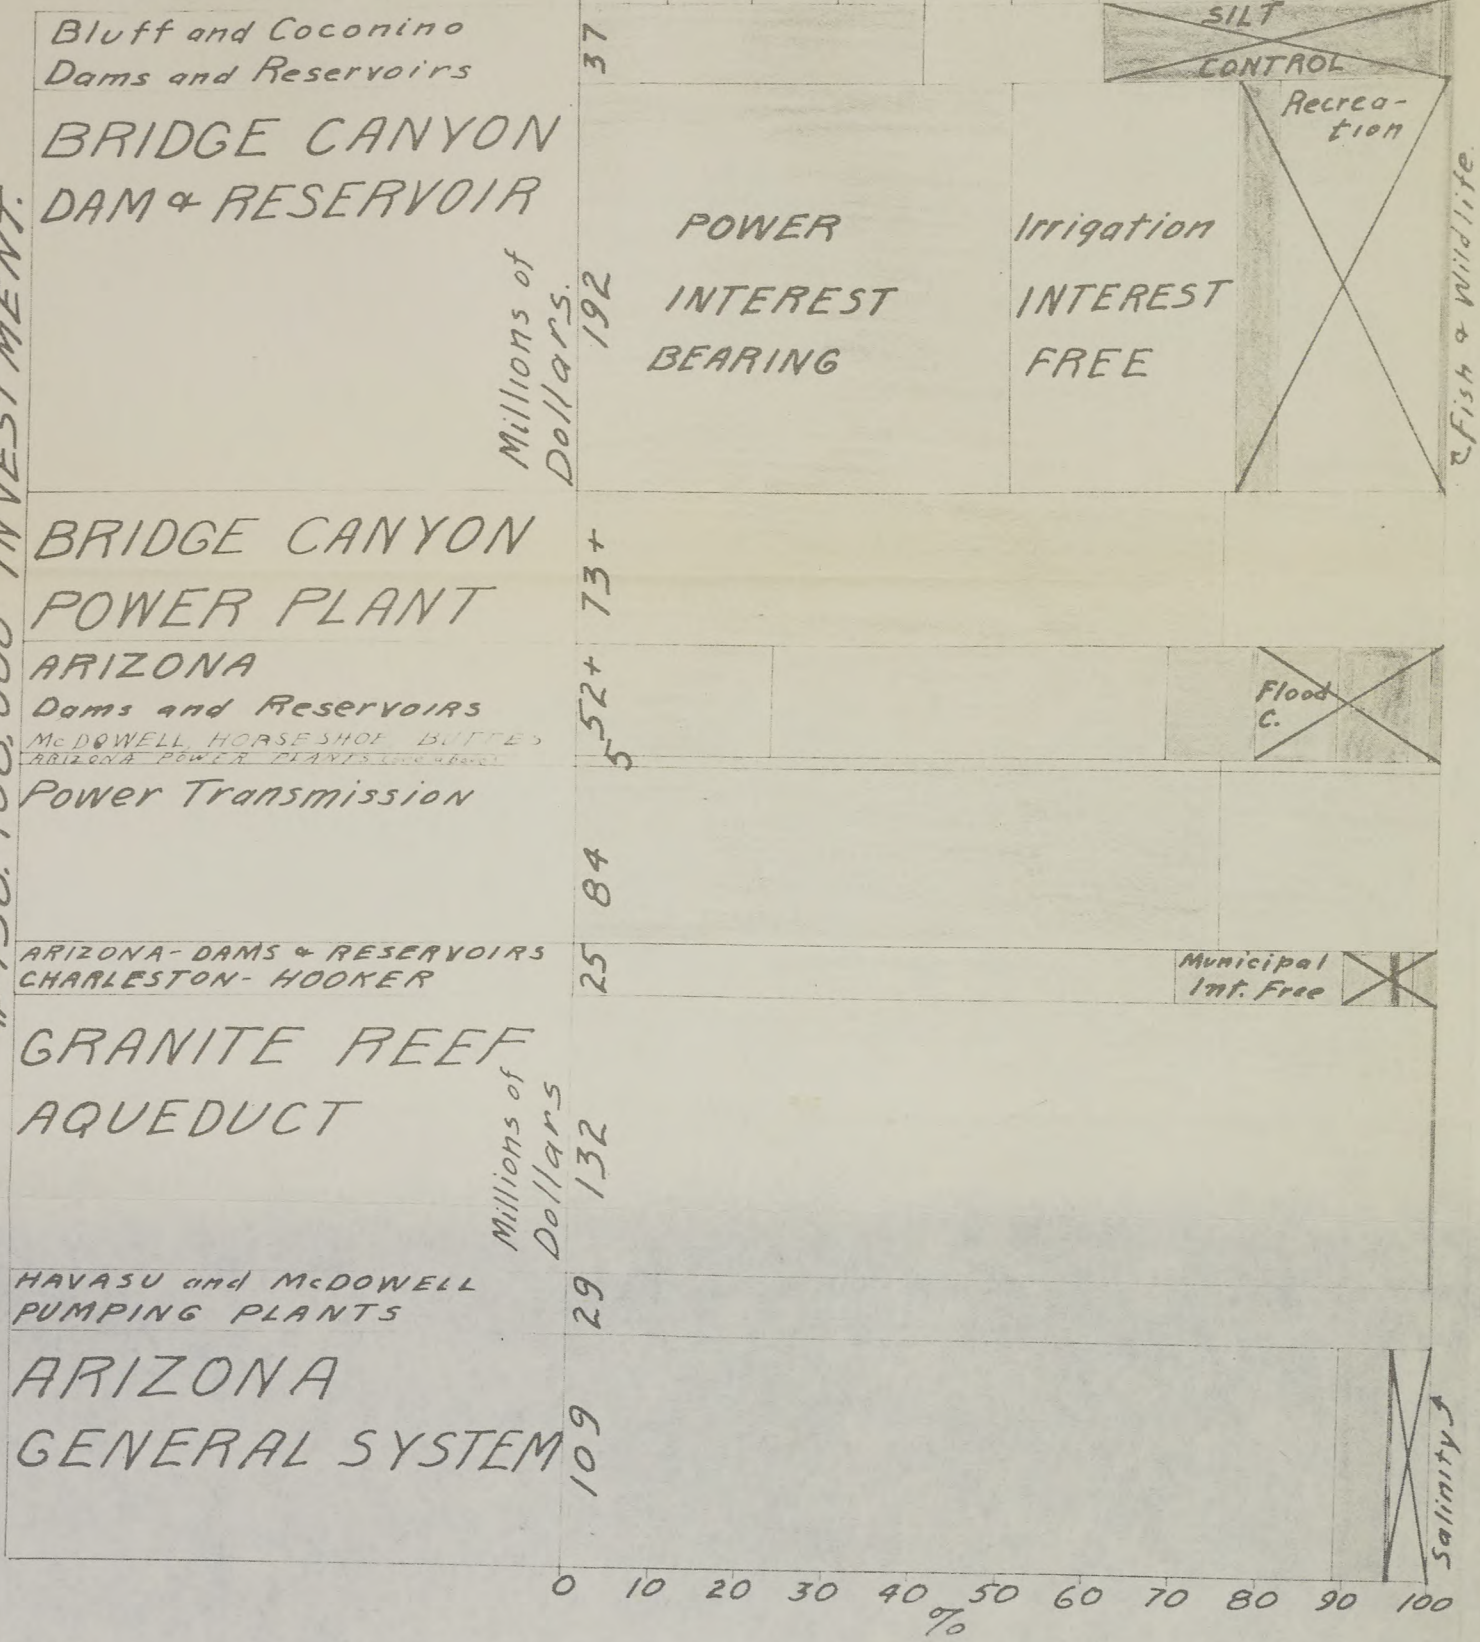 Bluff and Coconino
Dams and Reservoirs
37
SILT
CONTROL
BRIDGE CANYON
DAM & RESERVOIR
Millions of
Dollars.
192
POWER
INTEREST
BEARING
Irrigation
INTEREST
FREE
Recrea-
tion
Fish & Wildlife
INVESTMENT.
BRIDGE CANYON
POWER PLANT
73+
ARIZONA
Dams and Reservoirs
McDOWELL, HORSESHOE BUTTES
52+
ARIZONA POWER PLANTS
5
Flood
C.
Power Transmission
84
ARIZONA-DAMS & RESERVOIRS
CHARLESTON-HOOKER
25
Municipal
Int. Free
GRANITE REEF
AQUEDUCT
Millions of
Dollars
132
HAVASU and McDOWELL
PUMPING PLANTS
29
ARIZONA
GENERAL SYSTEM
109
Salinity
0 10 20 30 40 50 60 70 80 90 100
%